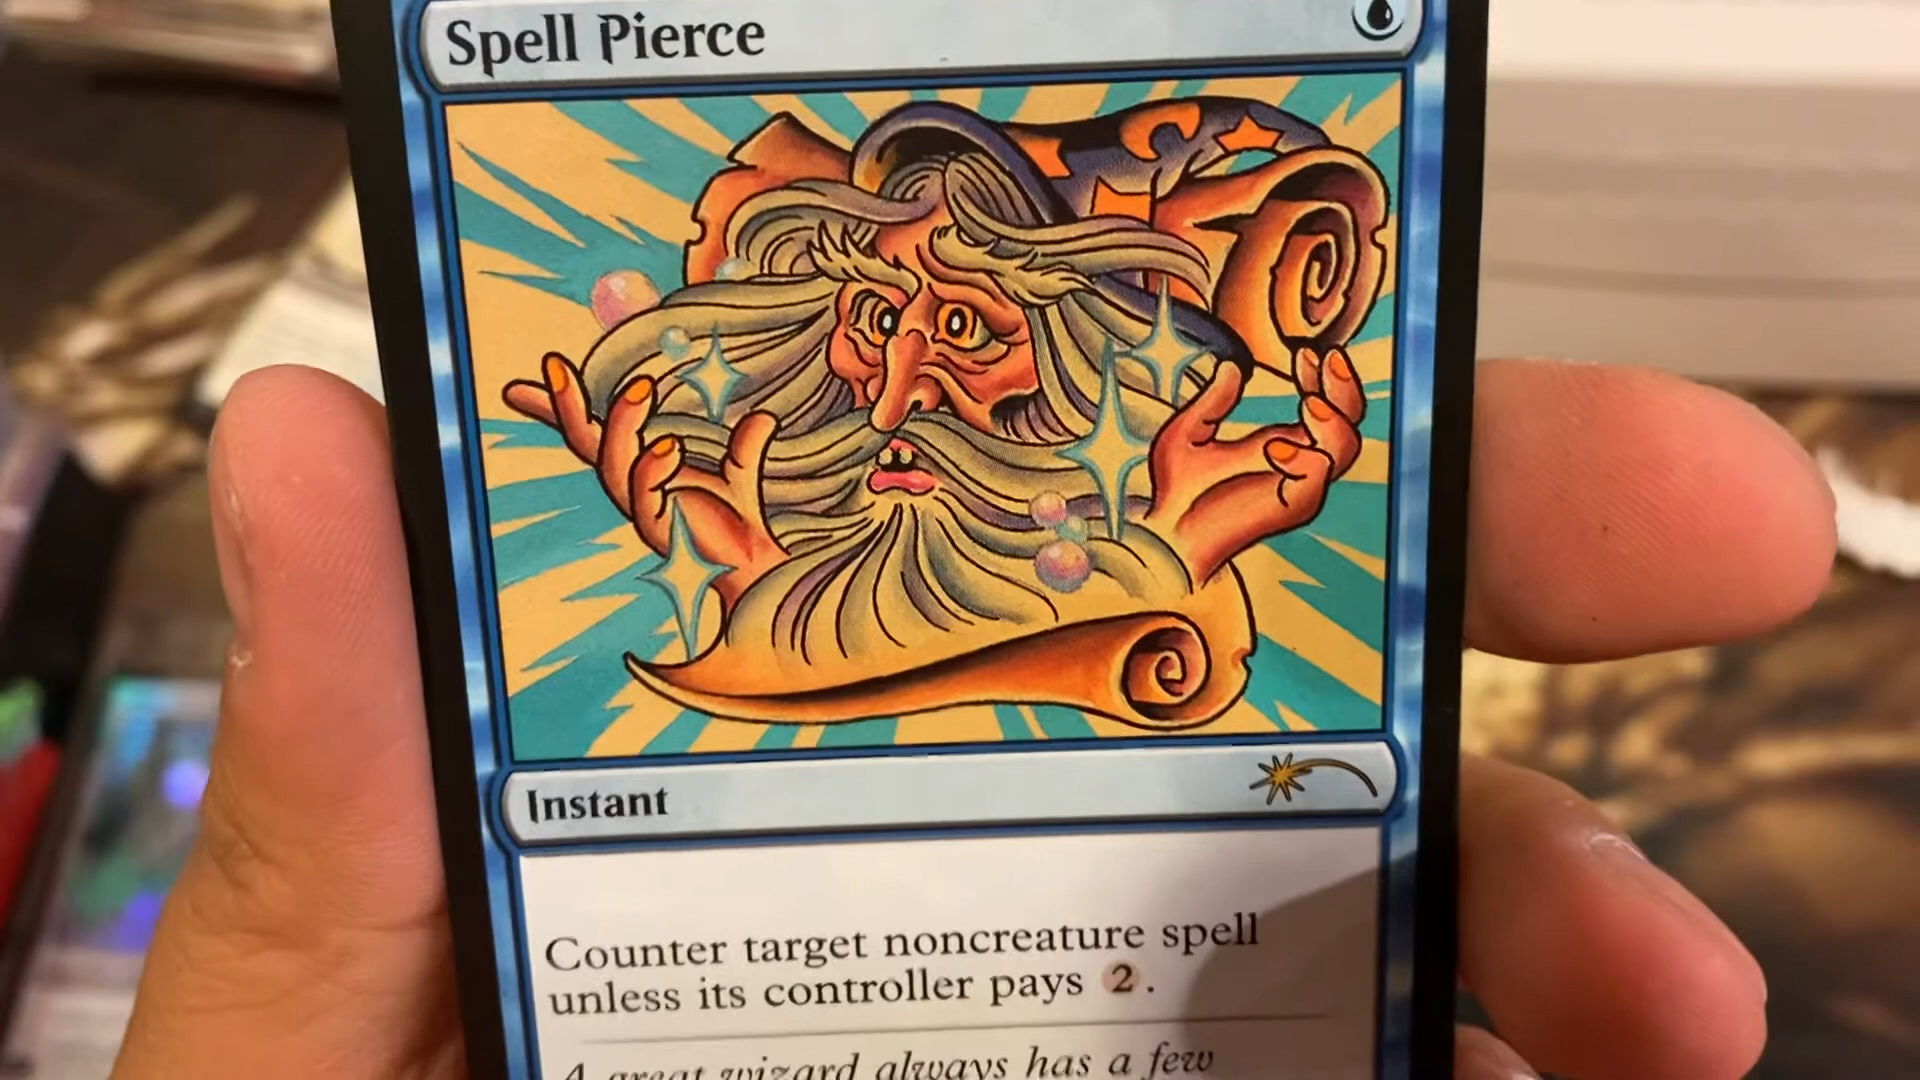 Spell Pierce
Instant
Counter target noncreature spell
unless its controller pays 2.
A great wizard always has a few